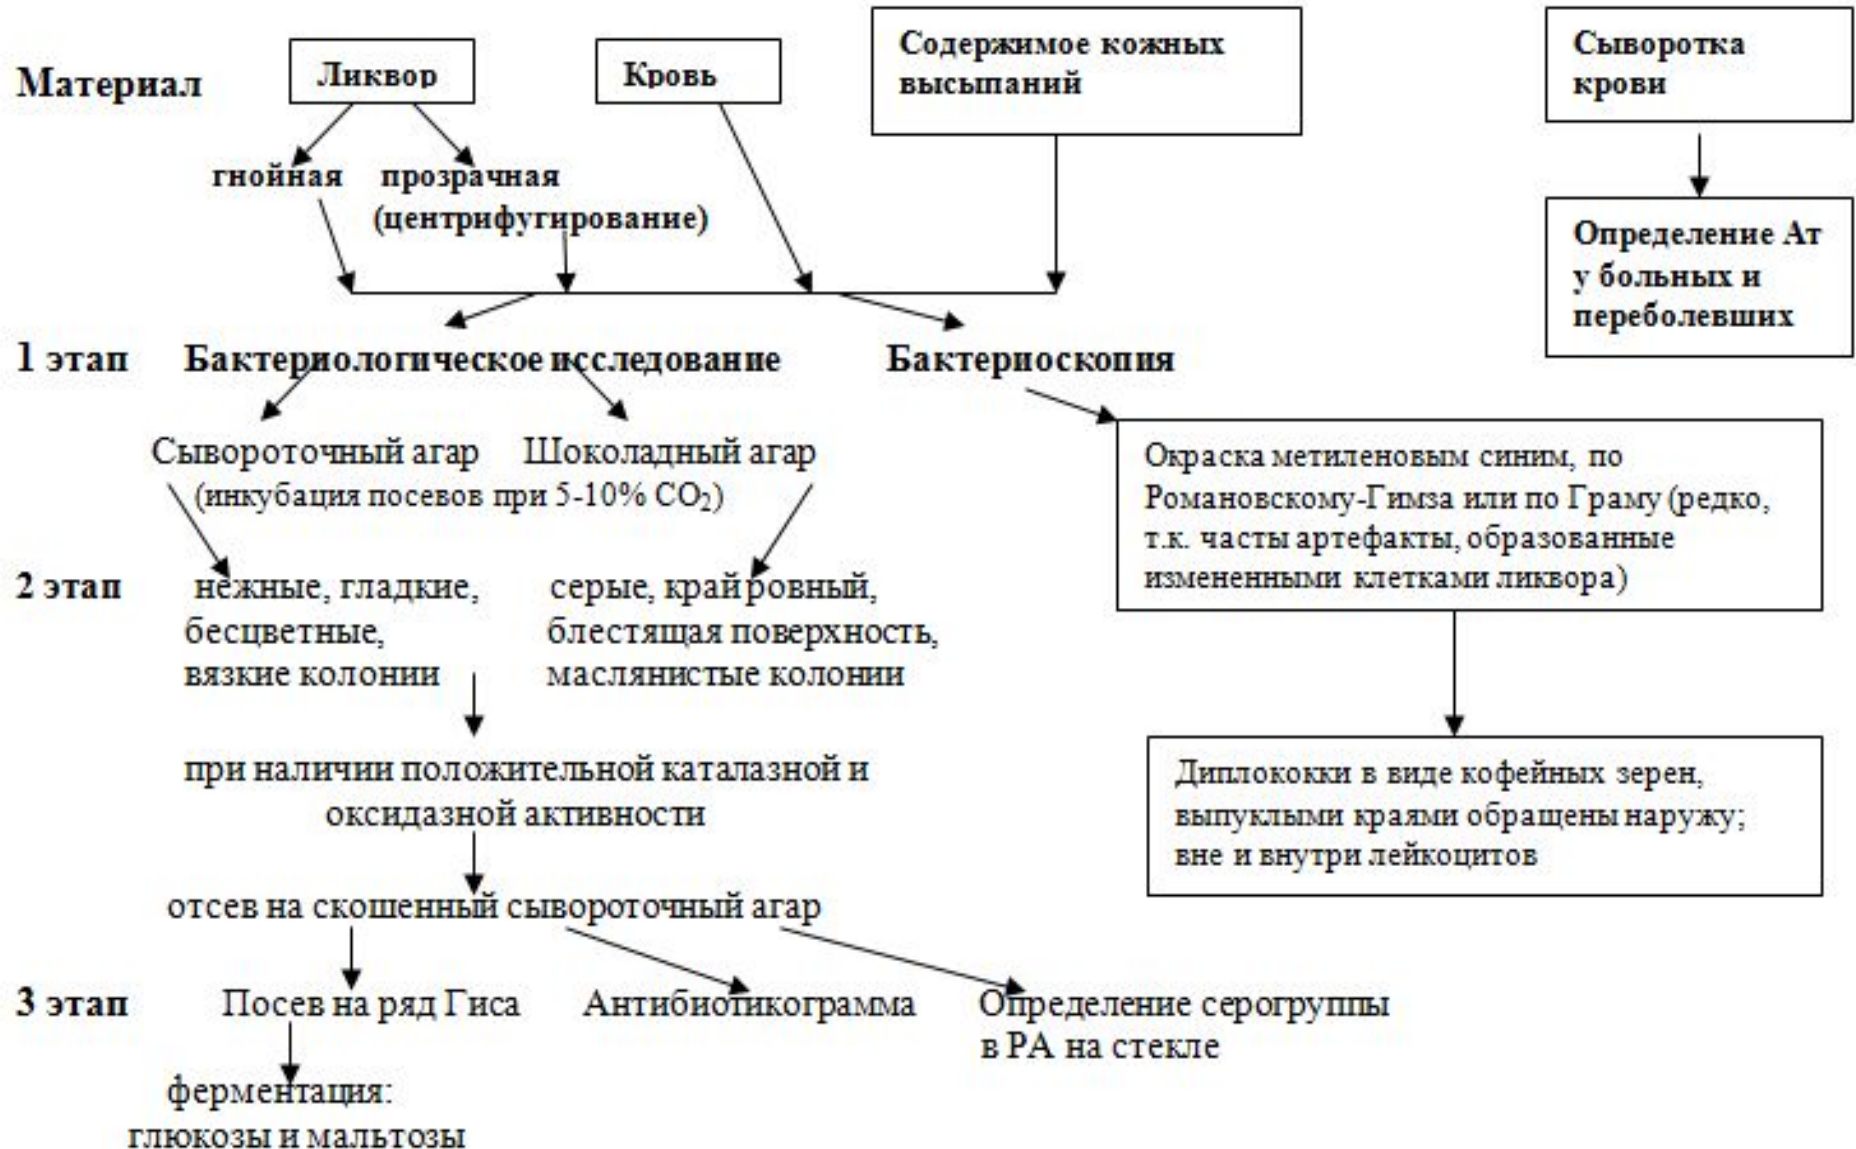 Материал
Ликвор
Кровь
Содержимое кожных
высыпаний
Сыворотка
крови
гнойная
прозрачная
(центрифугирование)
Определение Ат
у больных и
переболевших
1 этап
Бактериологическое исследование
Бактериоскопия
Сывороточный агар
Шоколадный агар
(инкубация посевов при 5-10% CO₂)
Окраска метиленовым синим, по
Романовскому-Гимза или по Граму (редко,
т.к. часты артефакты, образованные
измененными клетками ликвора)
2 этап
нежные, гладкие,
бесцветные,
вязкие колонии
серые, край ровный,
блестящая поверхность,
маслянистые колонии
при наличии положительной каталазной и
оксидазной активности
Диплококки в виде кофейных зерен,
выпуклыми краями обращены наружу;
вне и внутри лейкоцитов
отсев на скошенный сывороточный агар
3 этап
Посев на ряд Гиса
Антибиотикограмма
Определение серогруппы
в РА на стекле
ферментация:
глюкозы и мальтозы